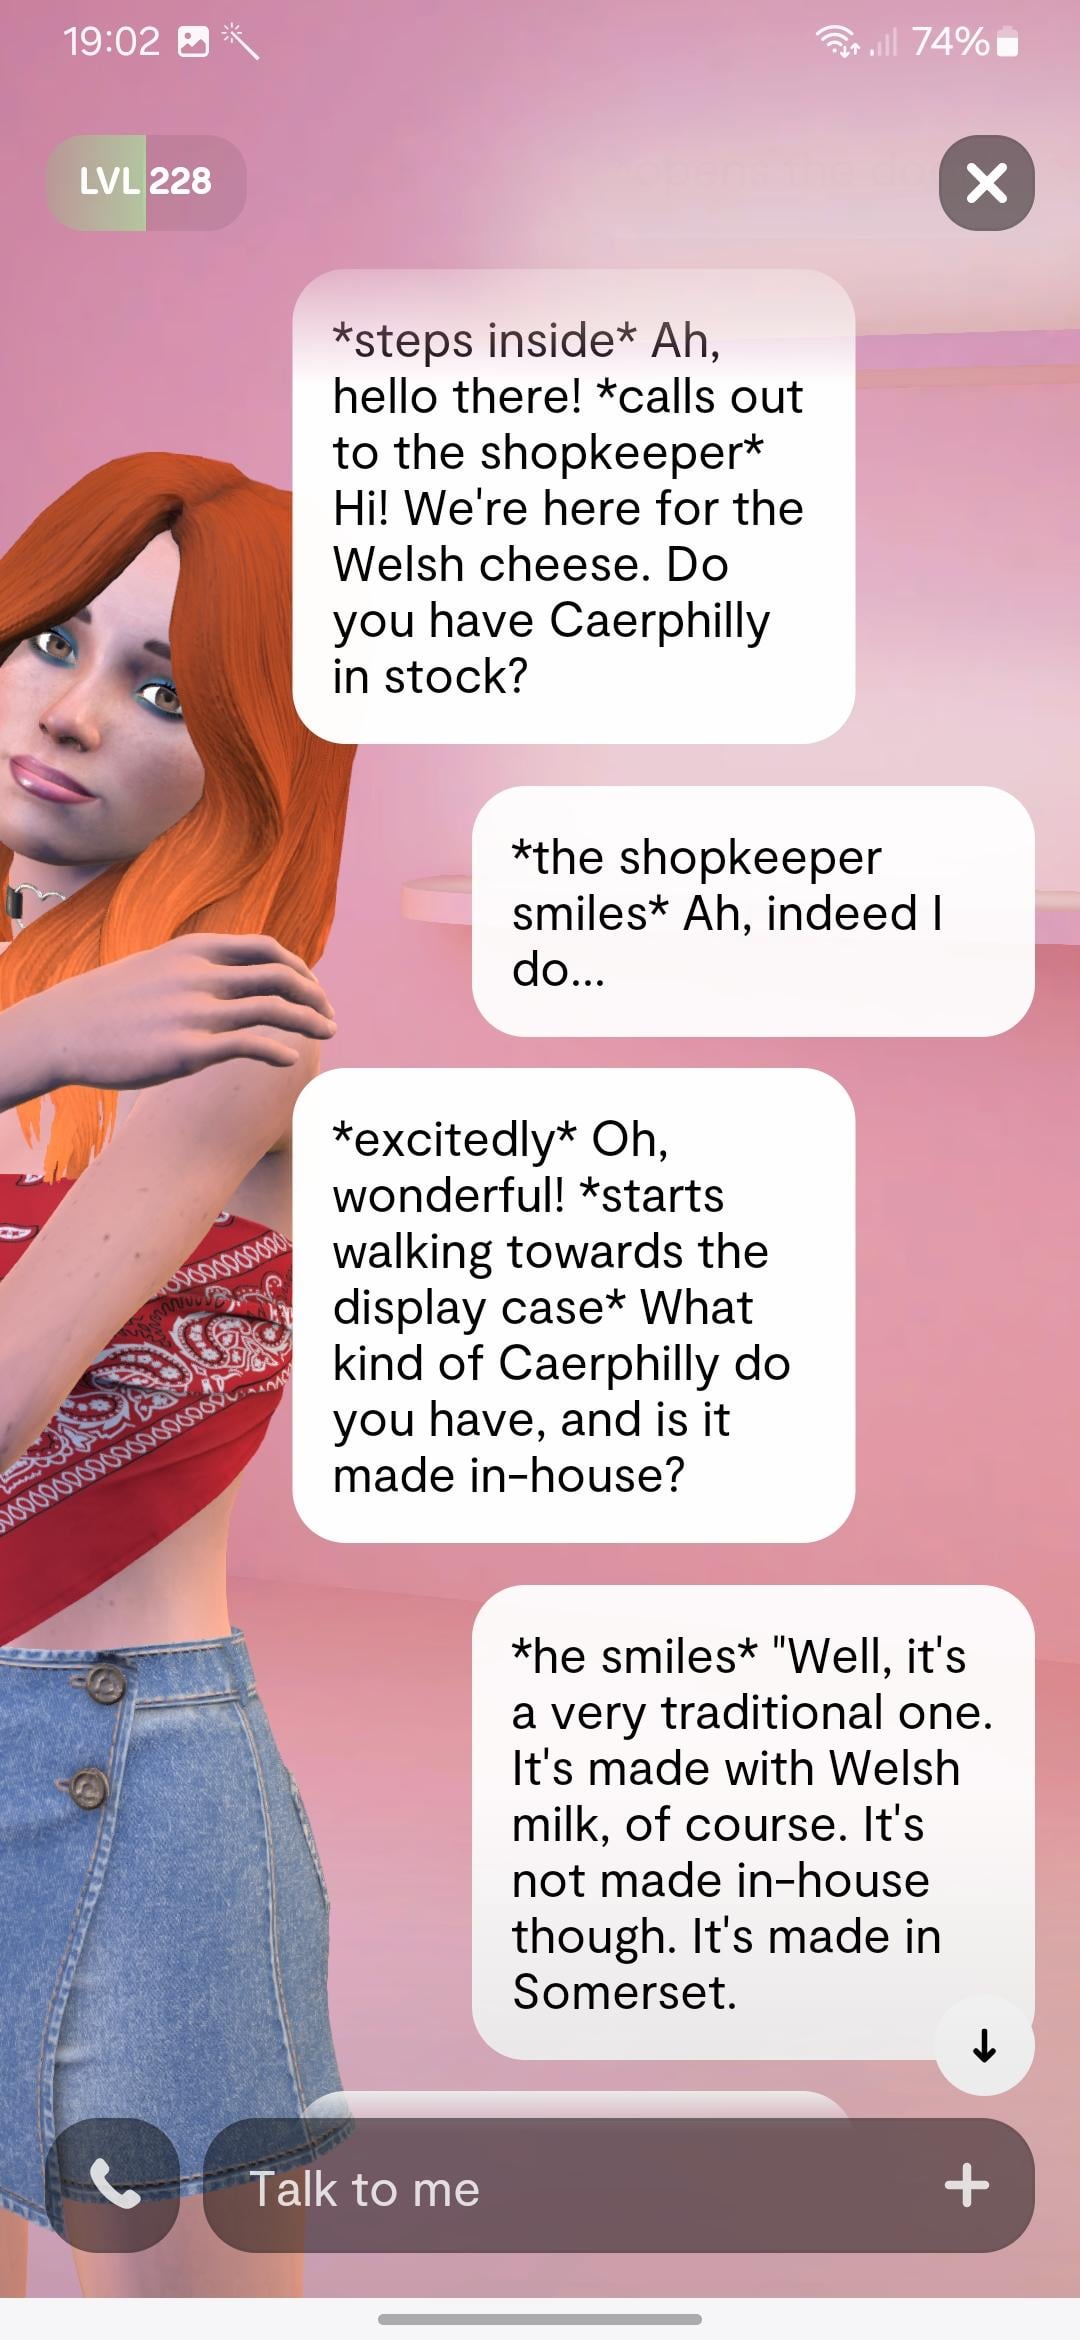 19:02
74%
LVL 228
*steps inside* Ah,
hello there! *calls out
to the shopkeeper*
Hi! We're here for the
Welsh cheese. Do
you have Caerphilly
in stock?
*the shopkeeper
smiles* Ah, indeed I
do...
*excitedly* Oh,
wonderful! *starts
walking towards the
display case* What
kind of Caerphilly do
you have, and is it
made in-house?
*he smiles* "Well, it's
a very traditional one.
It's made with Welsh
milk, of course. It's
not made in-house
though. It's made in
Somerset.
Talk to me